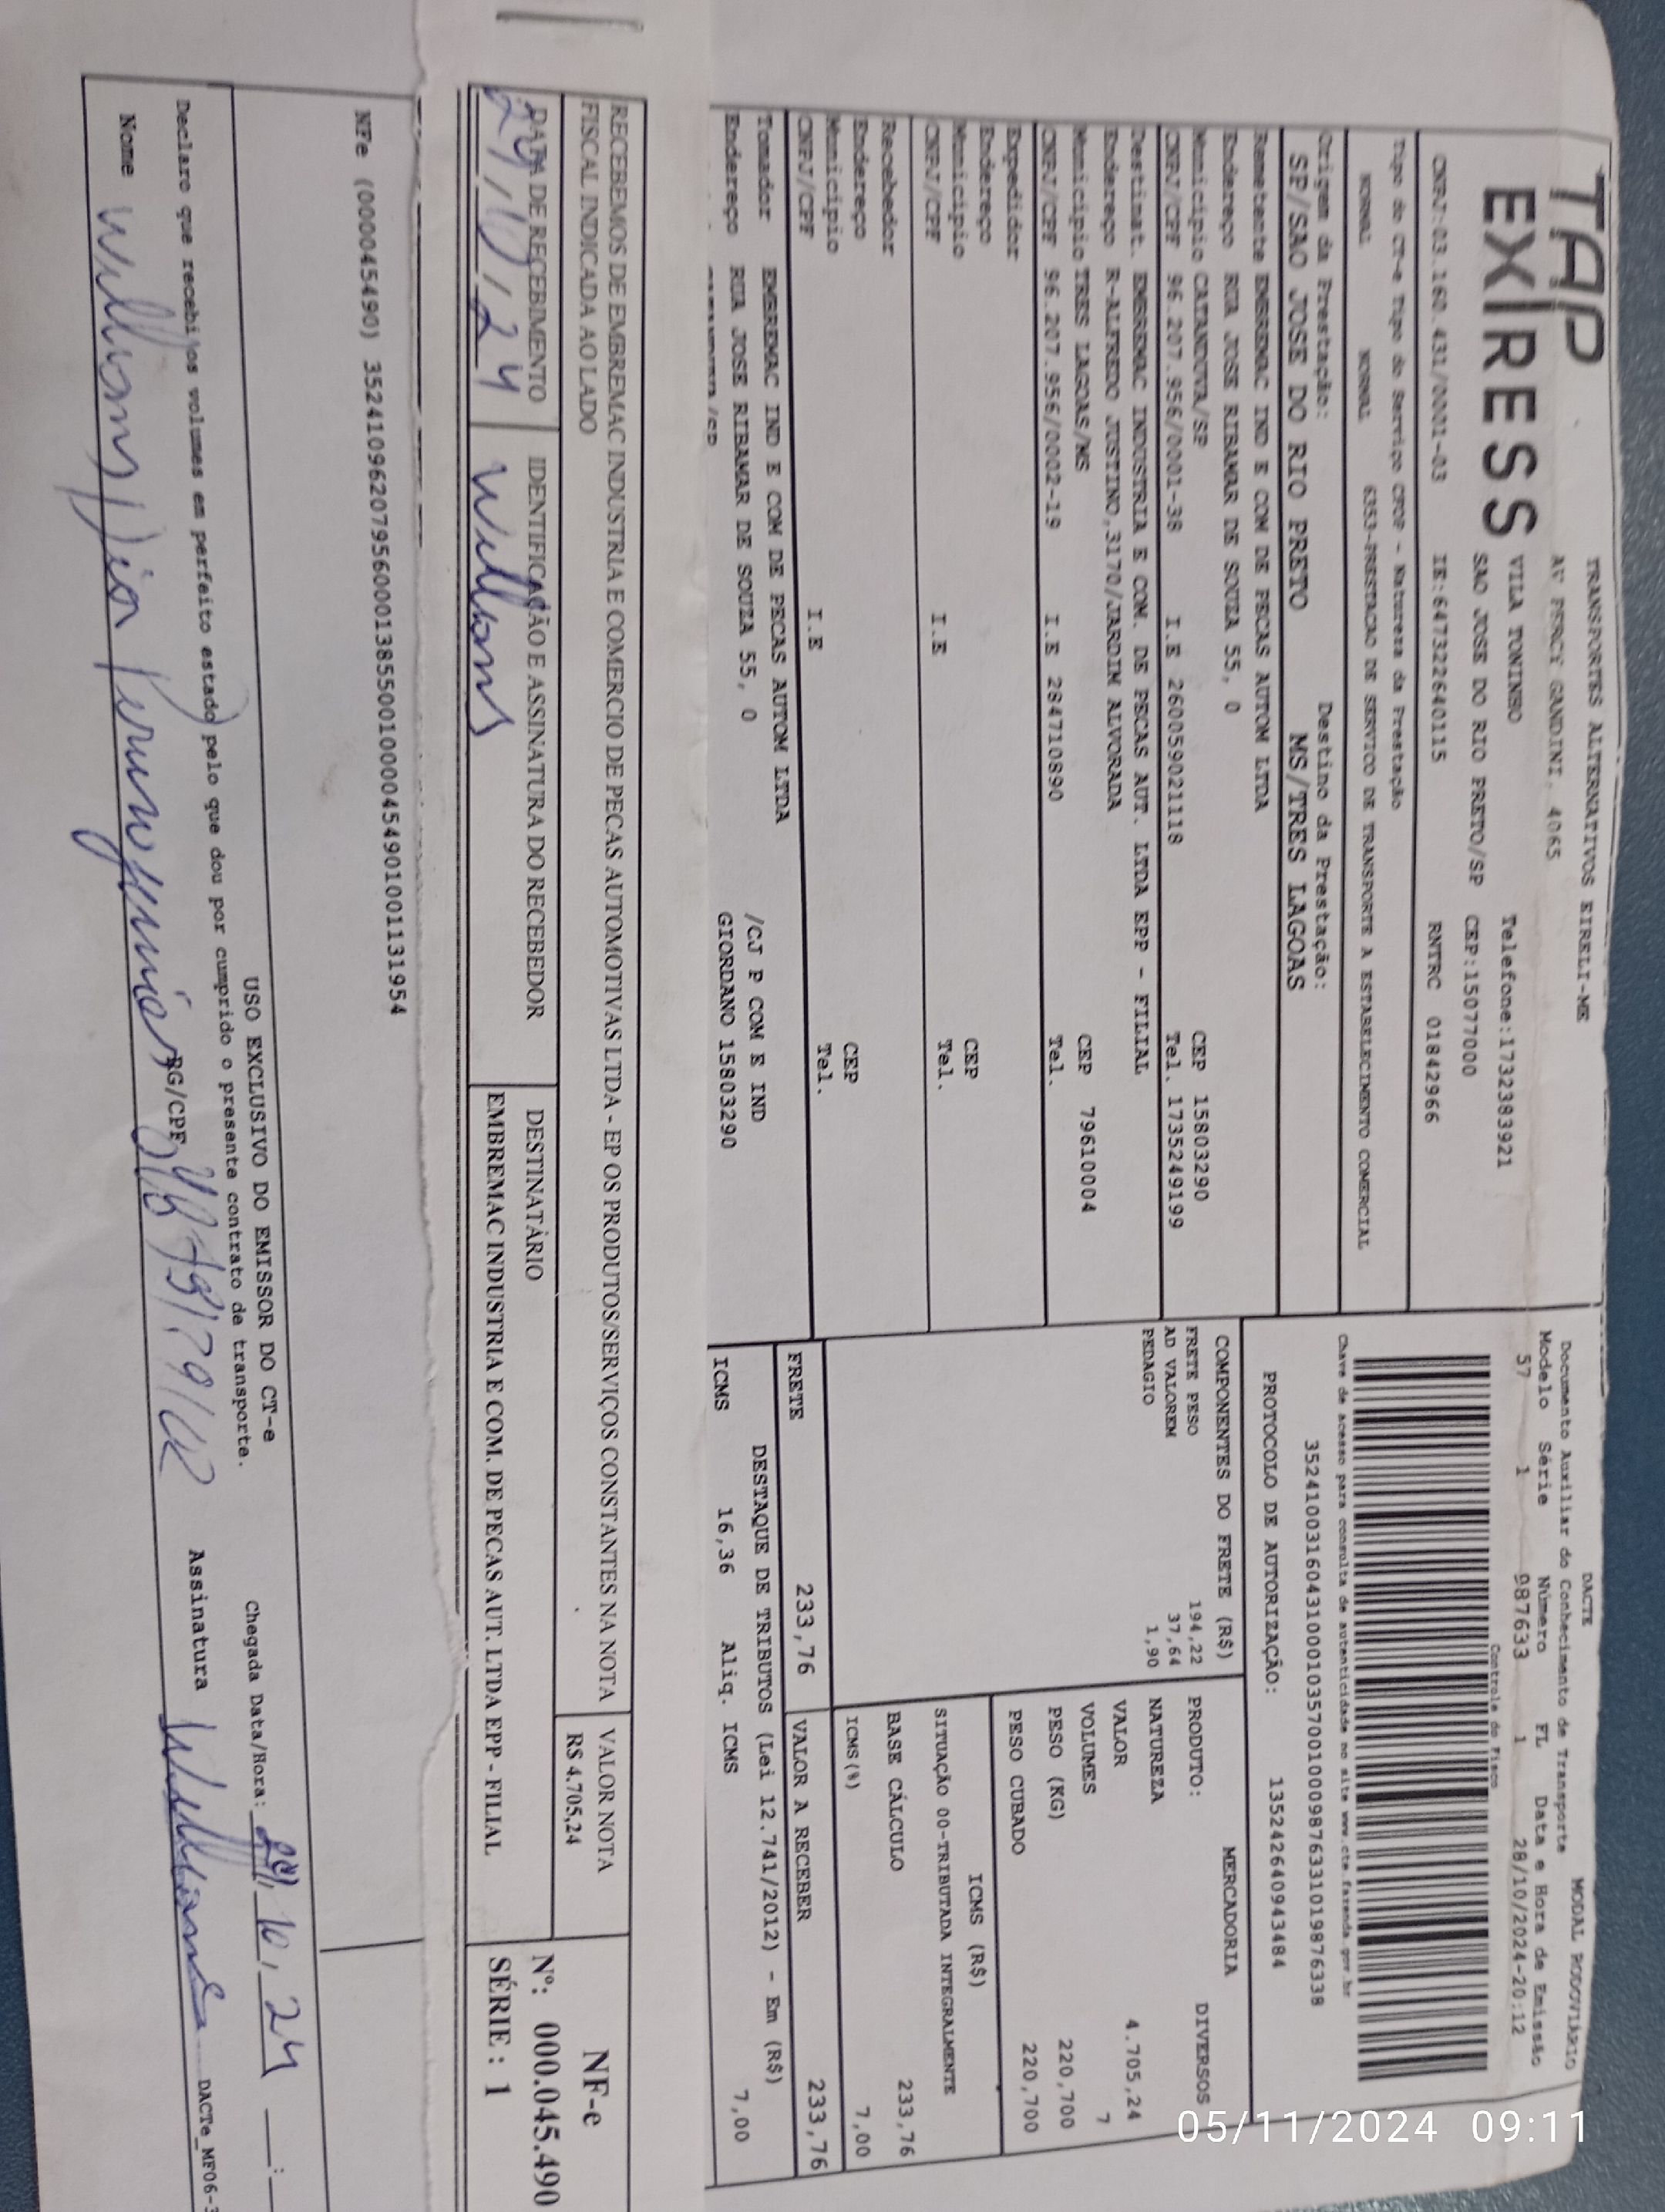 TAP
EXPRESS
TRANSPORTES ALTERNATIVOS EIRELI-ME
AV PERCY GANDINI, 4065
VILA TONINHO
Telefone:1732383921
SAO JOSE DO RIO PRETO/SP CEP:15077000
CNPJ:03.160.431/0001-03 IE:647322640115 RNTRC 01842966
Tipo do CT-e Tipo do Serviço CFOP - Natureza da Prestação
NORMAL NORMAL 6353-PRESTACAO DE SERVICO DE TRANSPORTE A ESTABELECIMENTO COMERCIAL
Origem da Prestação: Destino da Prestação:
SP/SAO JOSE DO RIO PRETO MS/TRES LAGOAS
Remetente EMBREMAC IND E COM DE PECAS AUTOM LTDA
Endereço RUA JOSE RIBAMAR DE SOUZA 55, 0
Município CATANDUVA/SP CEP 15803290
CNPJ/CPF 96.207.956/0001-38 I.E 260059021118 Tel. 1735249199
Destinat. EMBREMAC INDUSTRIA E COM. DE PECAS AUT. LTDA EPP - FILIAL
Endereço R-ALFREDO JUSTINO,3170/JARDIM ALVORADA
Município TRES LAGOAS/MS CEP 79610004
CNPJ/CPF 96.207.956/0002-19 I.E 284710890 Tel.
Expedidor
Endereço
Município CEP
CNPJ/CPF I.E Tel.
Recebedor
Endereço
Município CEP
CNPJ/CPF I.E Tel.
Tomador EMBREMAC IND E COM DE PECAS AUTOM LTDA /CJ P COM E IND
Endereço RUA JOSE RIBAMAR DE SOUZA 55, 0 GIORDANO 15803290
DACTE MODAL RODOVIÁRIO
Documento Auxiliar do Conhecimento de Transporte
Modelo Série Número FL Data e Hora de Emissão
57 1 987633 1 28/10/2024-20:12
Controle do Fisco
Chave de acesso para consulta de autenticidade no site www.cte.fazenda.gov.br
35241003160431000103570010009876331019876338
PROTOCOLO DE AUTORIZAÇÃO: 135242640943484
COMPONENTES DO FRETE (R$)
FRETE PESO 194,22
AD VALOREM 37,64
PEDAGIO 1,90
MERCADORIA
PRODUTO: DIVERSOS
NATUREZA
VALOR 4.705,24
VOLUMES 7
PESO (KG) 220,700
PESO CUBADO 220,700
ICMS (R$)
SITUAÇÃO 00-TRIBUTADA INTEGRALMENTE
BASE CÁLCULO 233,76
ICMS (%) 7,00
FRETE 233,76 VALOR A RECEBER 233,76
DESTAQUE DE TRIBUTOS (Lei 12.741/2012) - Em (R$)
ICMS 16,36 Aliq. ICMS 7,00
RECEBEMOS DE EMBREMAC INDUSTRIA E COMERCIO DE PECAS AUTOMOTIVAS LTDA - EP OS PRODUTOS/SERVIÇOS CONSTANTES NA NOTA
FISCAL INDICADA AO LADO
VALOR NOTA
R$ 4.705,24
DATA DE RECEBIMENTO
29/10/24
IDENTIFICAÇÃO E ASSINATURA DO RECEBEDOR
Willians
DESTINATÁRIO
EMBREMAC INDUSTRIA E COM. DE PECAS AUT. LTDA EPP - FILIAL
NF-e
Nº: 000.045.490
SÉRIE : 1
NFe (000045490) 35241096207956000138550010000454901001131954
USO EXCLUSIVO DO EMISSOR DO CT-e
Chegada Data/Hora: 29/10/24 __:
Declaro que recebi os volumes em perfeito estado pelo que dou por cumprido o presente contrato de transporte.
Nome Willians Dias
RG/CPF
Assinatura Willians
DACTe_MF06-
05/11/2024 09:11